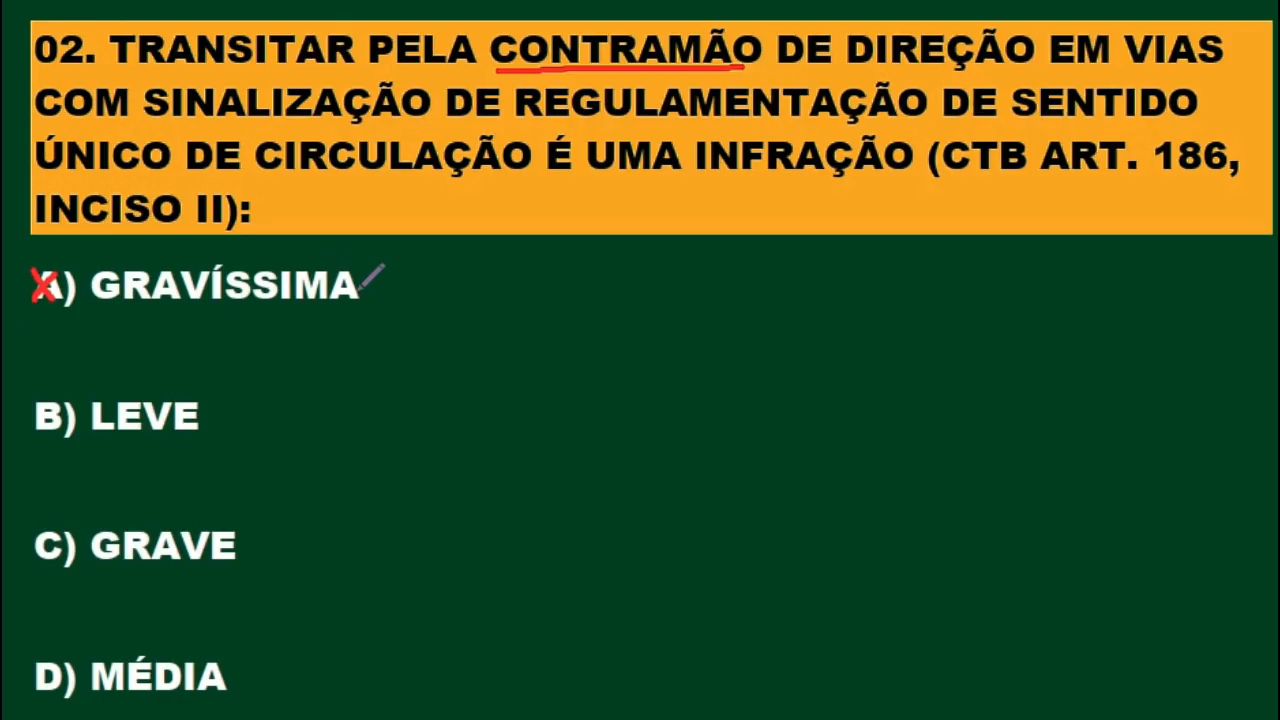 02. TRANSITAR PELA CONTRAMÃO DE DIREÇÃO EM VIAS
COM SINALIZAÇÃO DE REGULAMENTAÇÃO DE SENTIDO
ÚNICO DE CIRCULAÇÃO É UMA INFRAÇÃO (CTB ART. 186,
INCISO II):
A) GRAVÍSSIMA
B) LEVE
C) GRAVE
D) MÉDIA